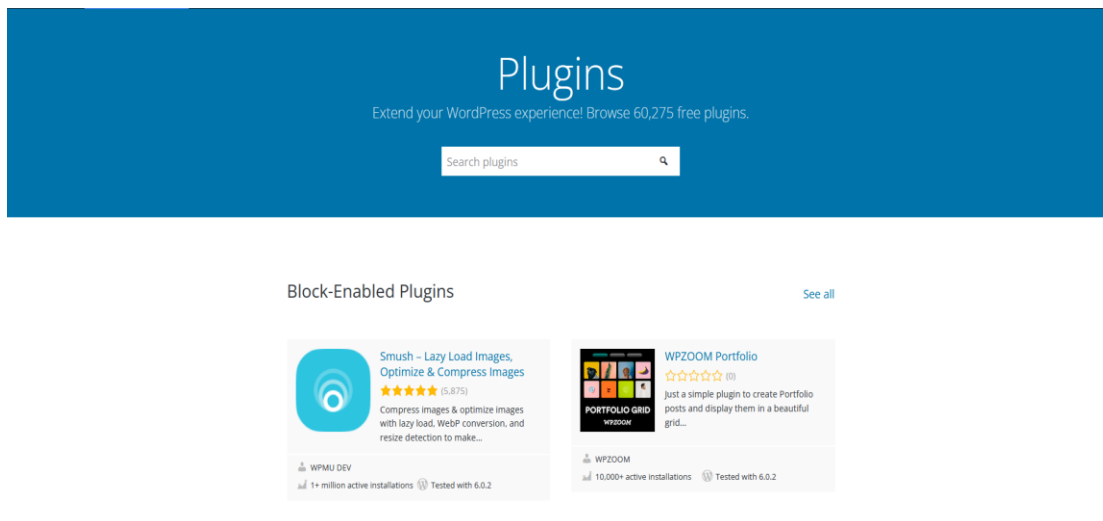 Plugins
Extend your WordPress experience! Browse 60,275 free plugins.
Search plugins
Block-Enabled Plugins
See all
Smush – Lazy Load Images,
Optimize & Compress Images
(5,875)
Compress images & optimize images
with lazy load, WebP conversion, and
resize detection to make...
WPMU DEV
1+ million active installations Tested with 6.0.2
PORTFOLIO GRID
WPZOOM
WPZOOM Portfolio
(0)
Just a simple plugin to create Portfolio
posts and display them in a beautiful
grid...
WPZOOM
10,000+ active installations Tested with 6.0.2